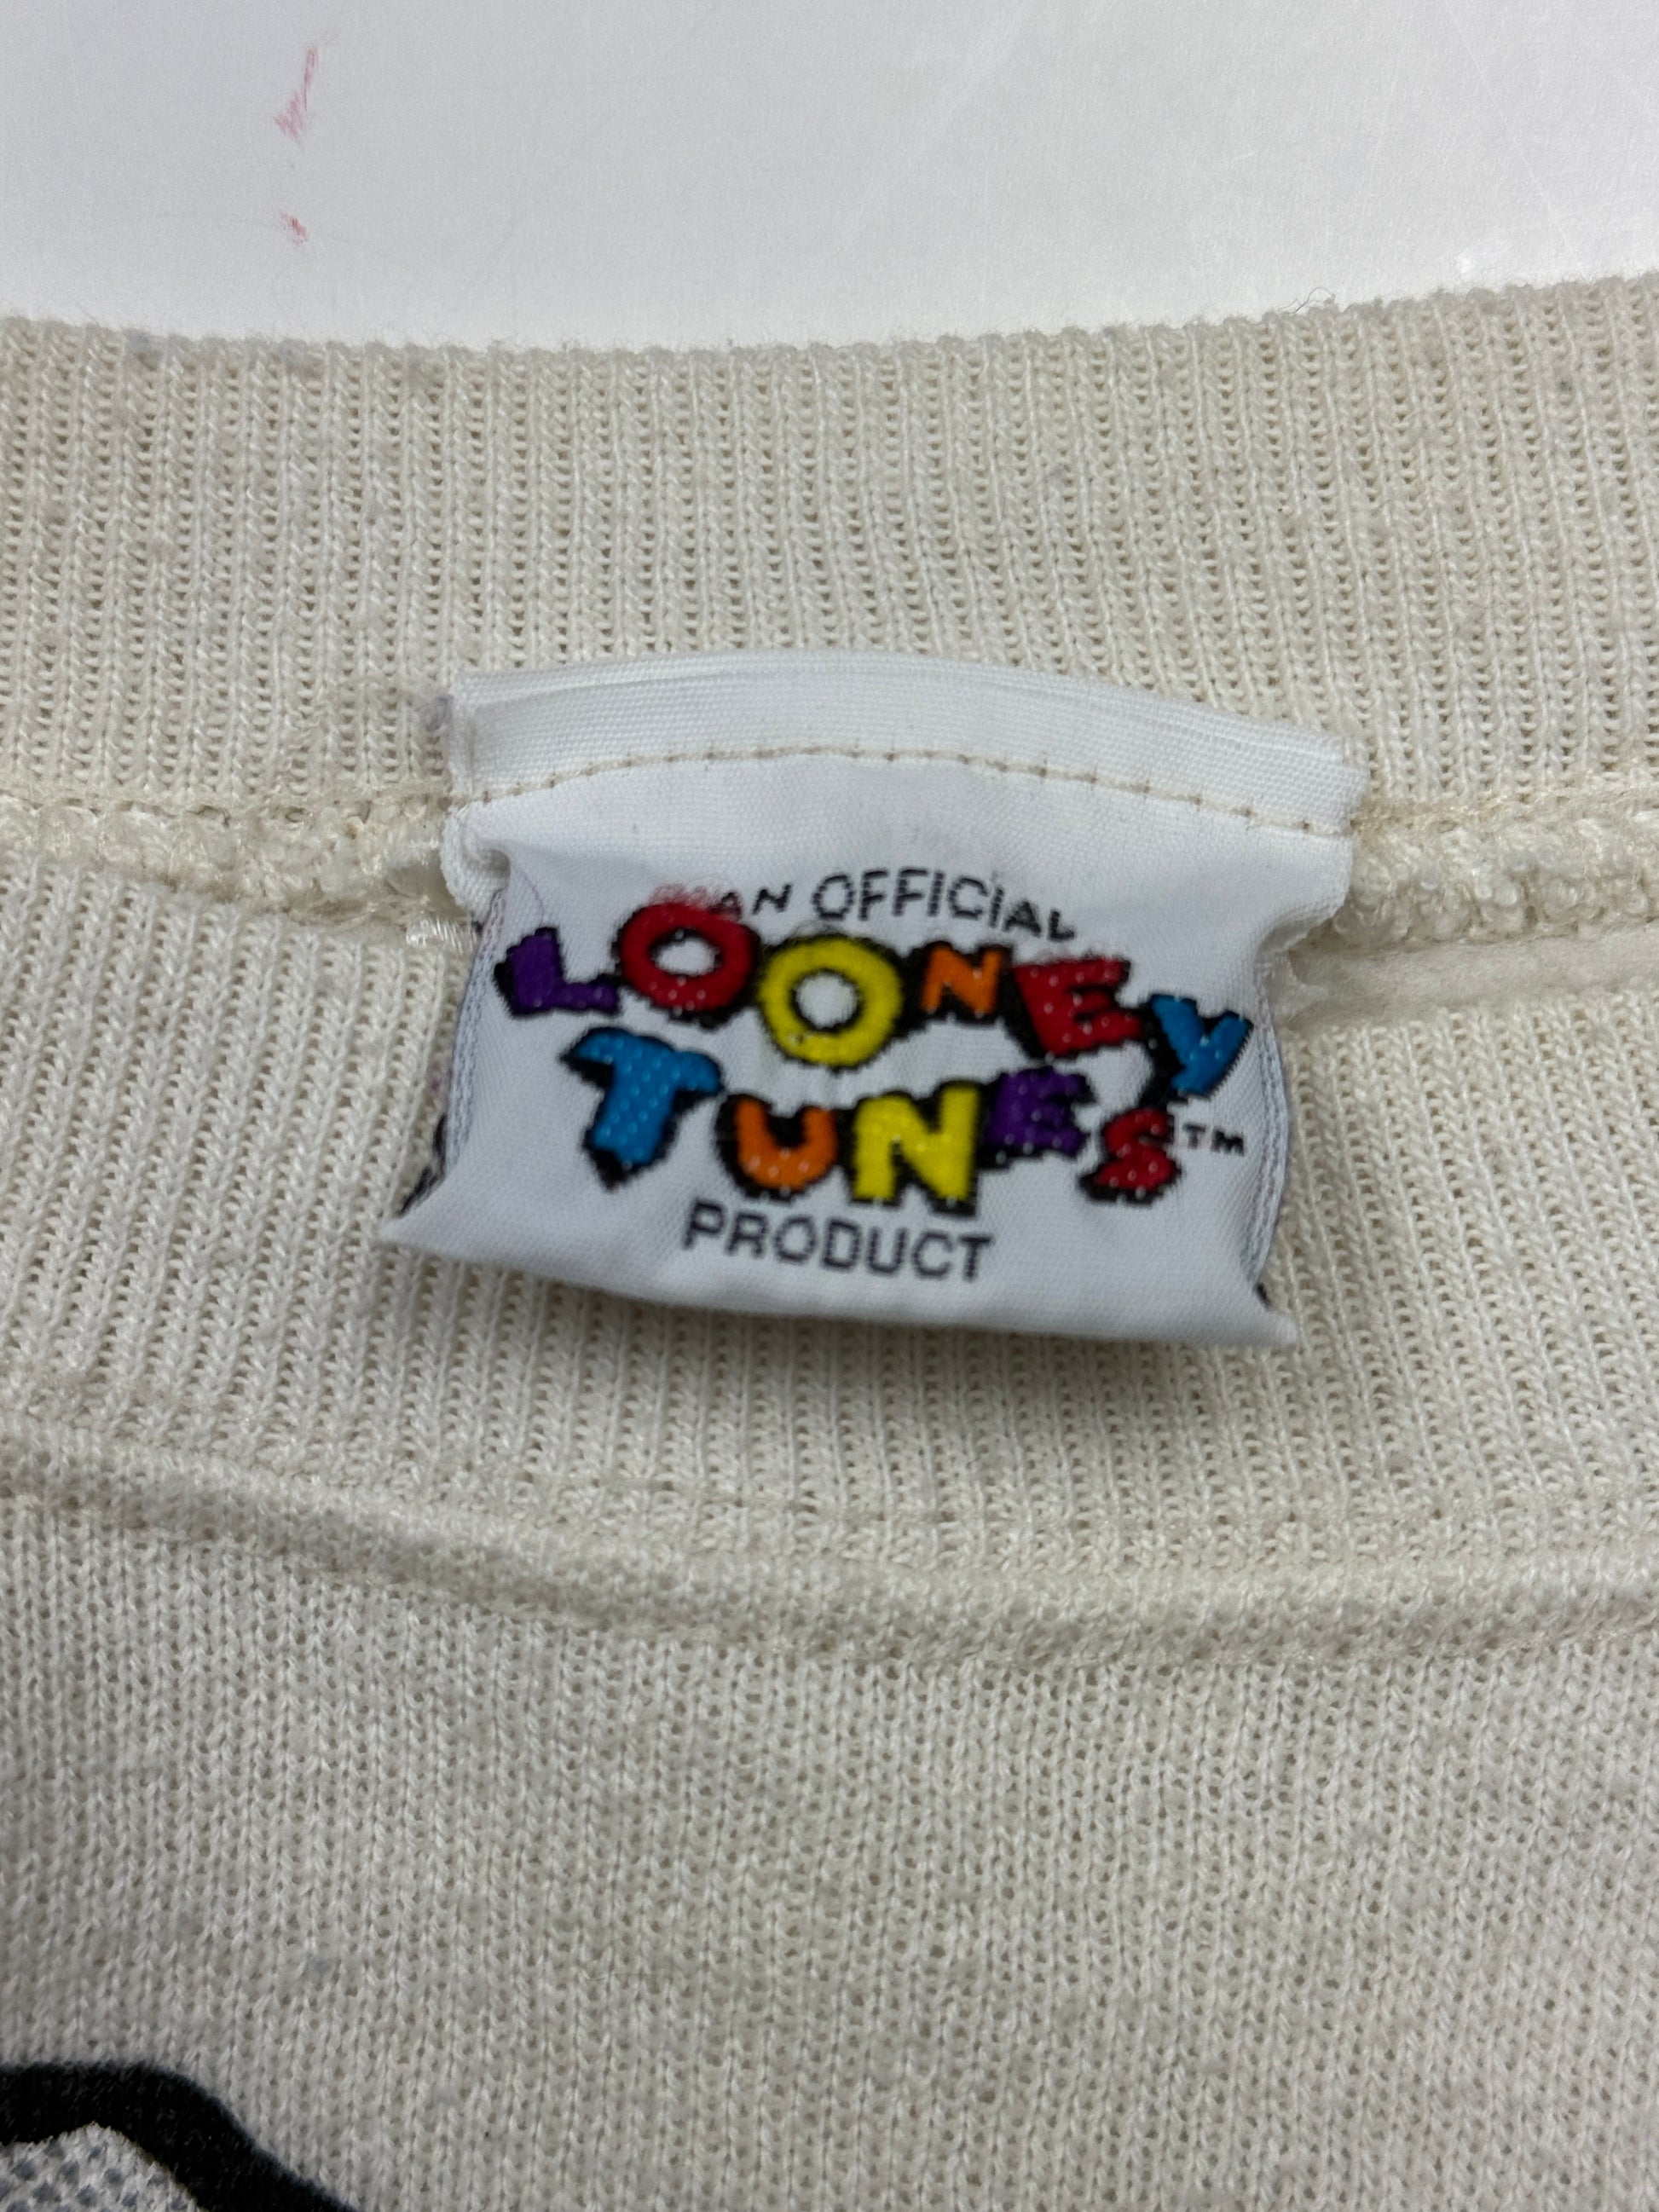 AN OFFICIAL
LOONEY
TUNES™
PRODUCT